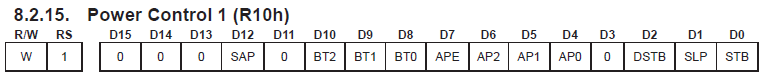 8.2.15. Power Control 1 (R10h)
R/W RS D15 D14 D13 D12 D11 D10 D9 D8 D7 D6 D5 D4 D3 D2 D1 D0
W 1 0 0 0 SAP 0 BT2 BT1 BT0 APE AP2 AP1 AP0 0 DSTB SLP STB